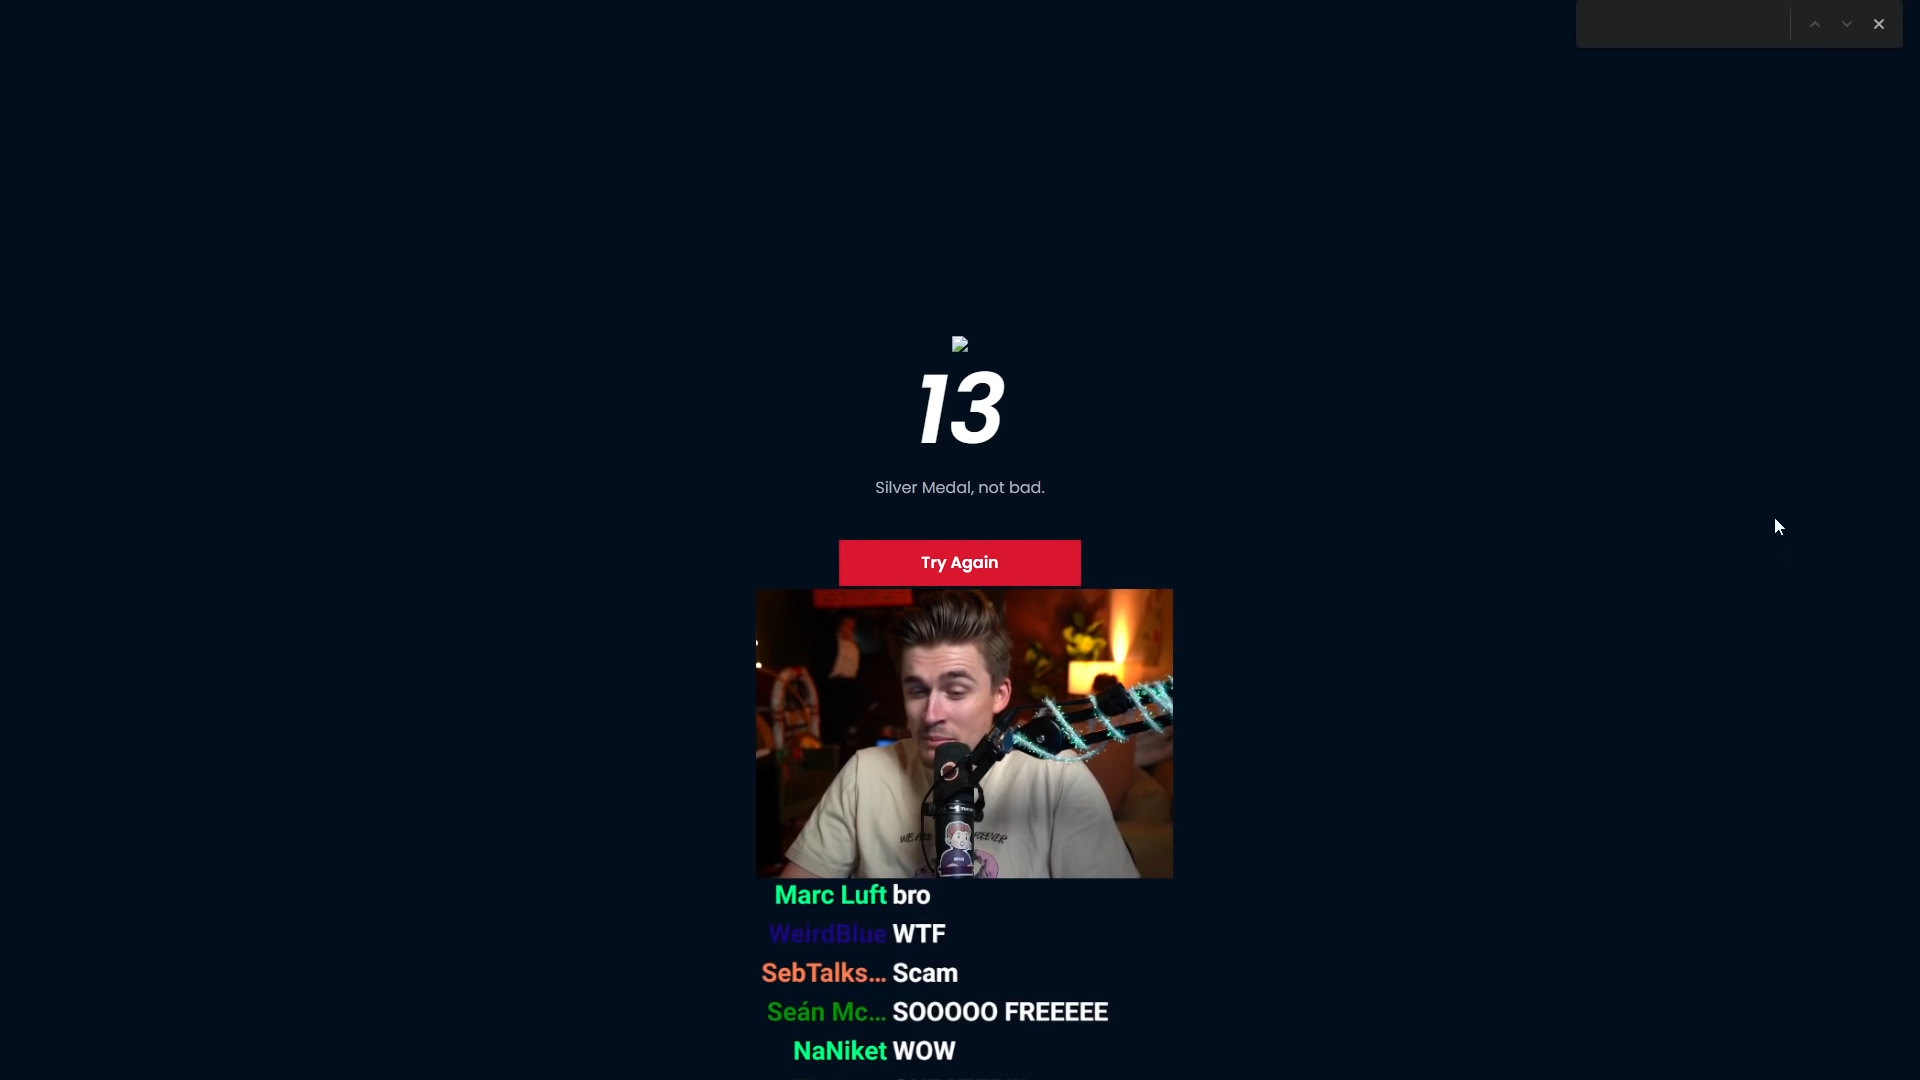 13
Silver Medal, not bad.
Try Again
Marc Luft bro
WeirdBlue WTF
SebTalks... Scam
Seán Mc... SOOOOO FREEEEE
NaNiket WOW